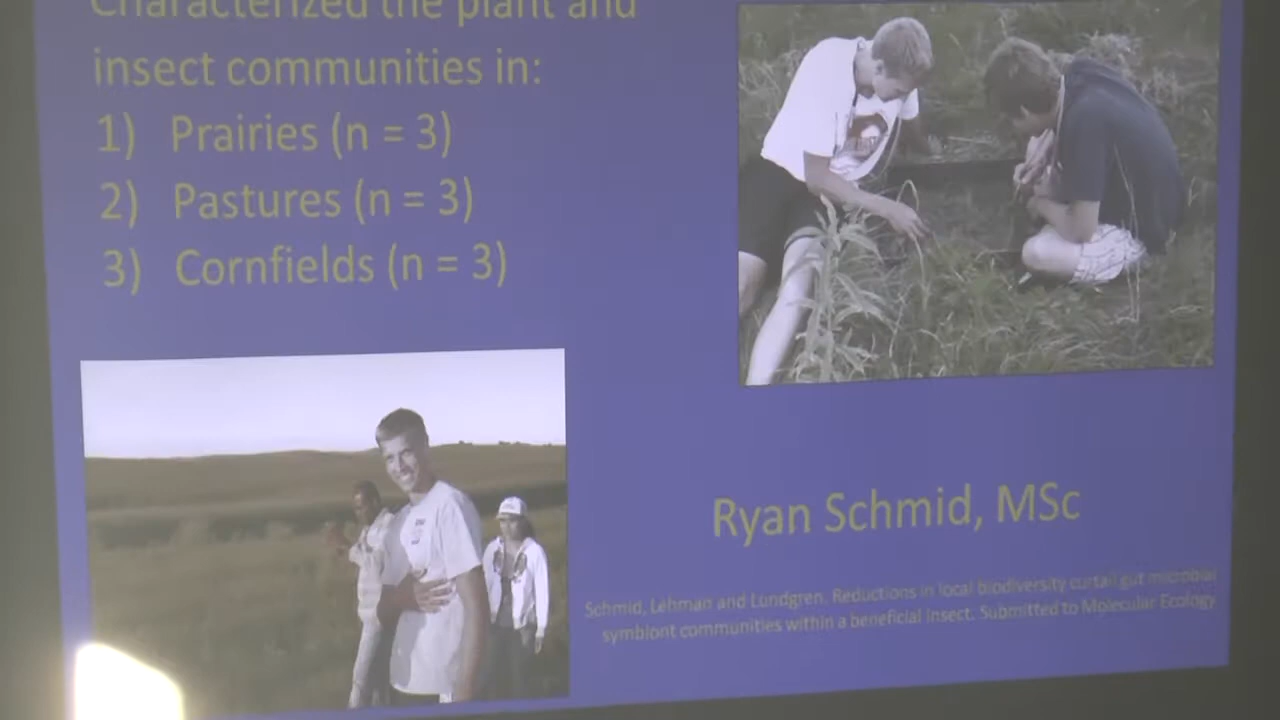 Characterized the plant and
insect communities in:
1) Prairies (n = 3)
2) Pastures (n = 3)
3) Cornfields (n = 3)
Ryan Schmid, MSc
Schmid, Lehman and Lundgren. Reductions in local biodiversity curtail gut microbial
symbiont communities within a beneficial insect. Submitted to Molecular Ecology